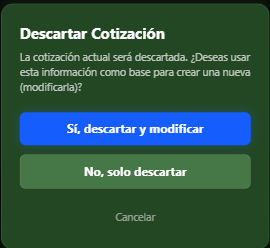 Descartar Cotización
La cotización actual será descartada. ¿Deseas usar
esta información como base para crear una nueva
(modificarla)?
Sí, descartar y modificar
No, solo descartar
Cancelar